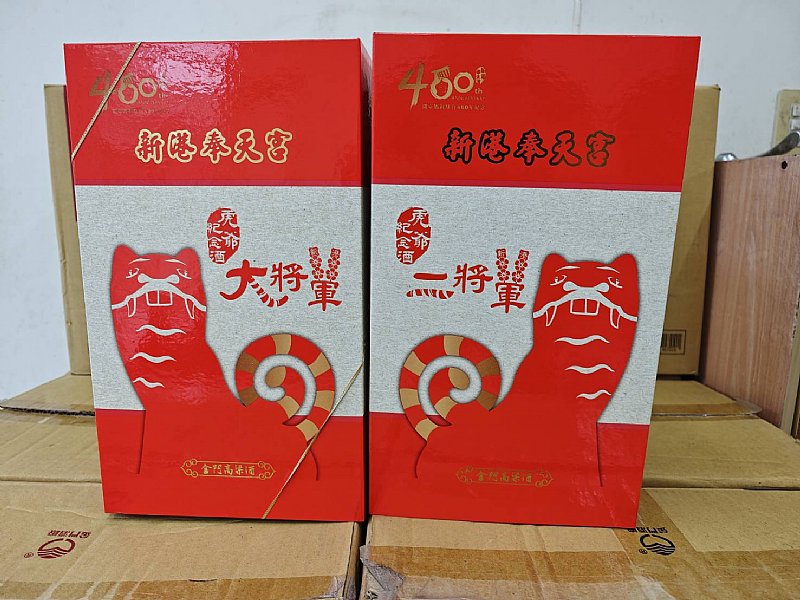 400th
新港奉天宮
虎爺
紀念酒
大將軍
金門高粱酒
400th
新港奉天宮
虎爺
紀念酒
二將軍
金門高粱酒